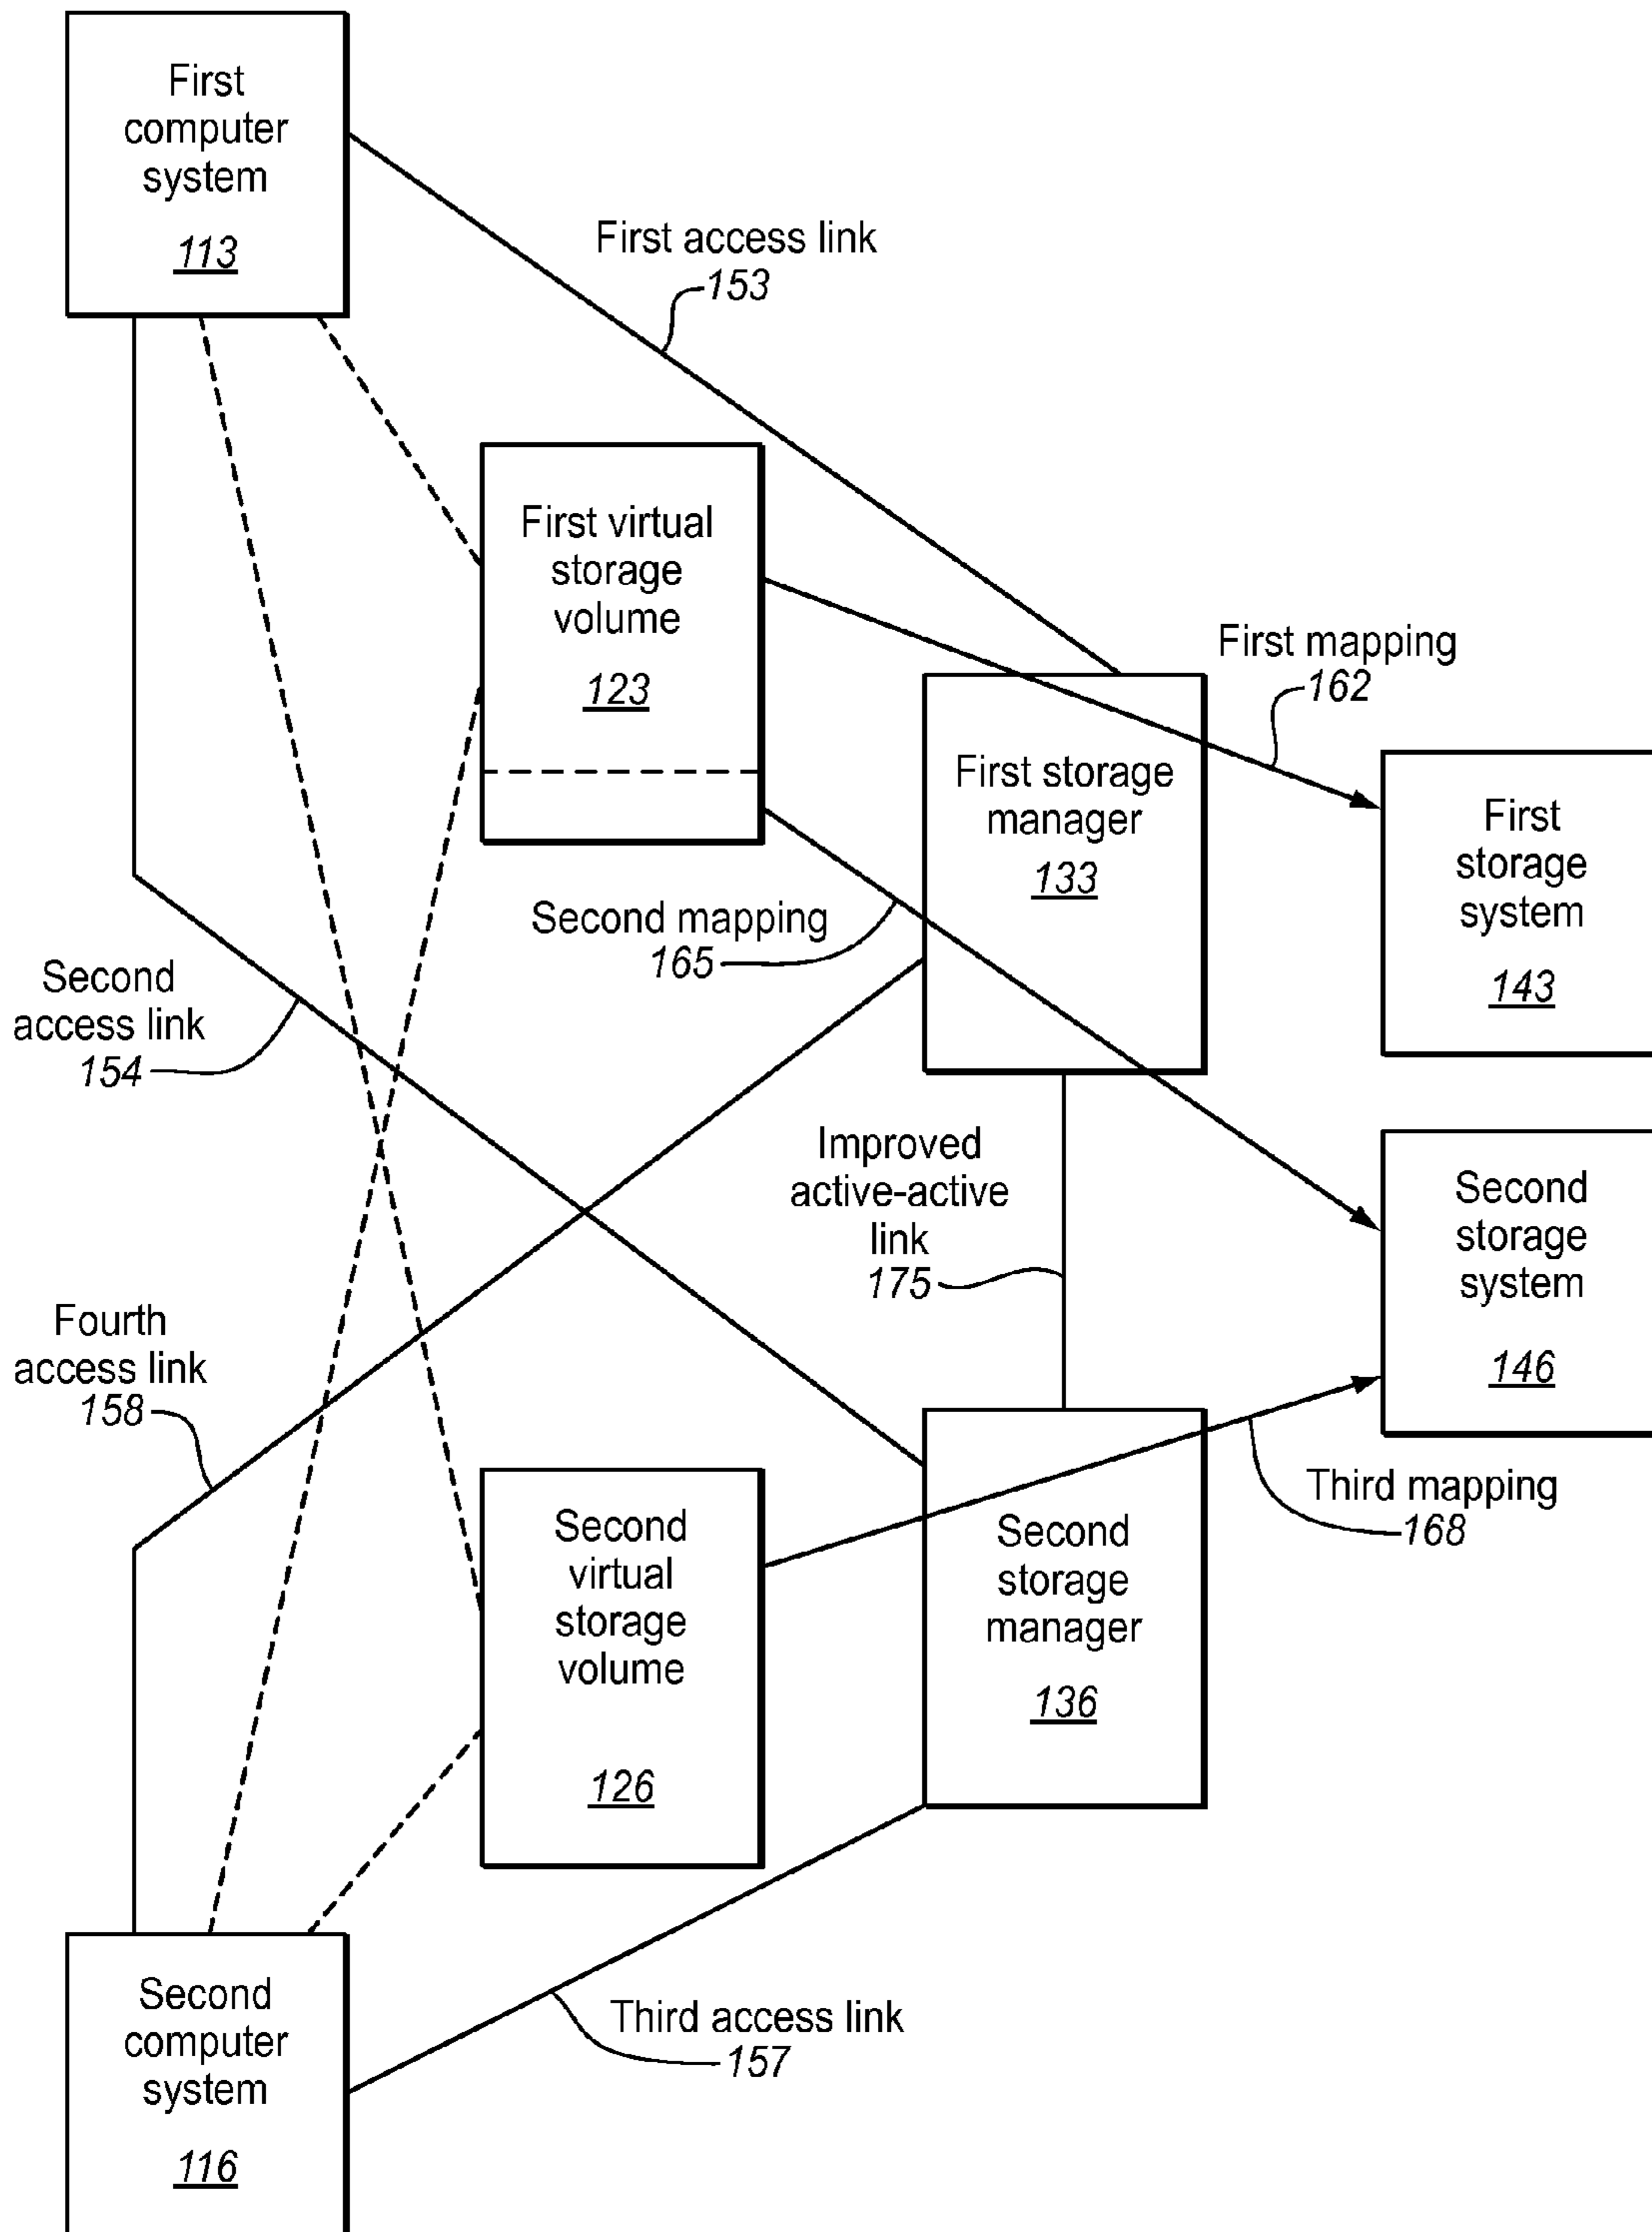 First
computer
system
113
First access link
153
First virtual
storage
volume
123
First mapping
162
First storage
manager
133
First
storage
system
143
Second mapping
165
Second
access link
154
Improved
active-active
link
175
Second
storage
system
146
Fourth
access link
158
Third mapping
168
Second
virtual
storage
volume
126
Second
storage
manager
136
Second
computer
system
116
Third access link
157